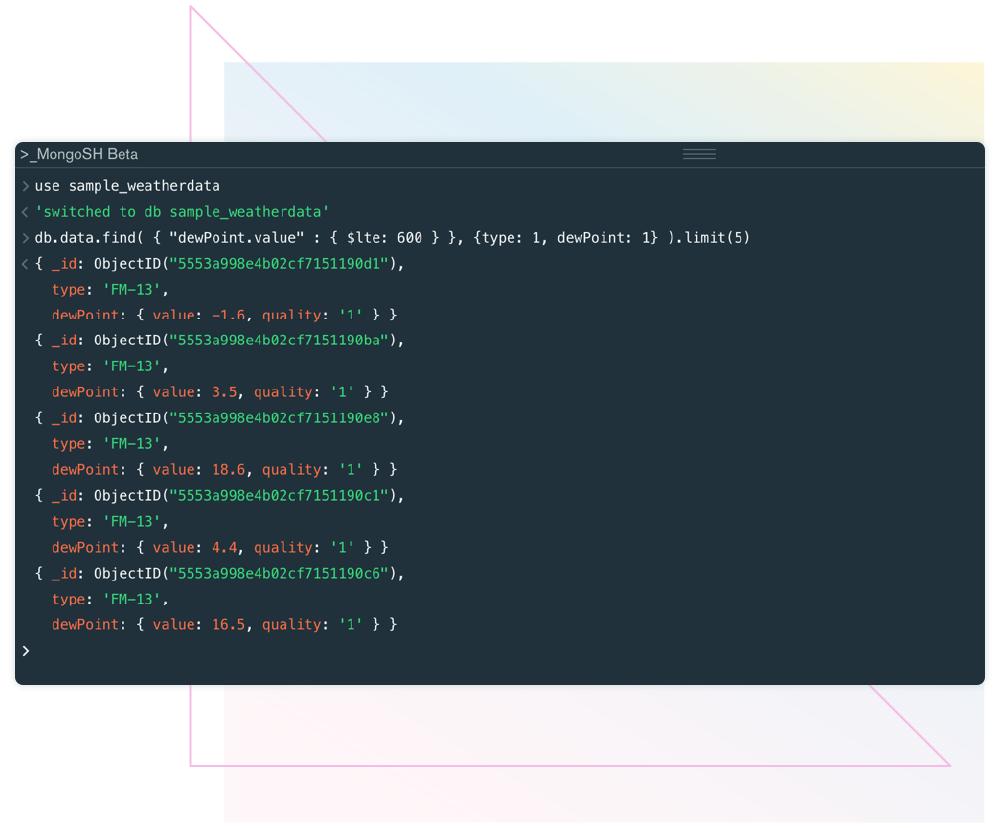 >_MongoSH Beta
> use sample_weatherdata
< 'switched to db sample_weatherdata'
> db.data.find( { "dewPoint.value" : { $lte: 600 } }, {type: 1, dewPoint: 1} ).limit(5)
< { _id: ObjectID("5553a998e4b02cf7151190d1"),
type: 'FM-13',
dewPoint: { value: -1.6, quality: '1' } }
{ _id: ObjectID("5553a998e4b02cf7151190ba"),
type: 'FM-13',
dewPoint: { value: 3.5, quality: '1' } }
{ _id: ObjectID("5553a998e4b02cf7151190e8"),
type: 'FM-13',
dewPoint: { value: 18.6, quality: '1' } }
{ _id: ObjectID("5553a998e4b02cf7151190c1"),
type: 'FM-13',
dewPoint: { value: 4.4, quality: '1' } }
{ _id: ObjectID("5553a998e4b02cf7151190c6"),
type: 'FM-13',
dewPoint: { value: 16.5, quality: '1' } }
>